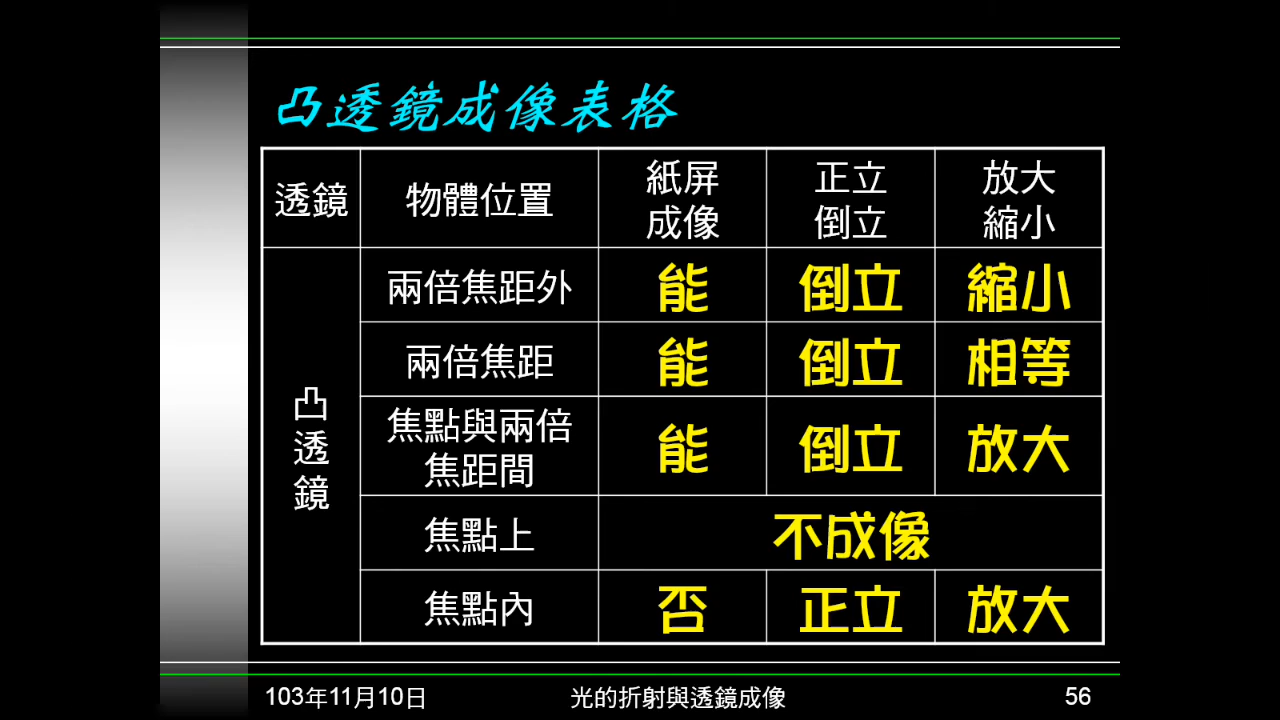 凸透鏡成像表格
透鏡 物體位置 紙屏成像 正立倒立 放大縮小
凸透鏡
兩倍焦距外 能 倒立 縮小
兩倍焦距 能 倒立 相等
焦點與兩倍焦距間 能 倒立 放大
焦點上 不成像
焦點內 否 正立 放大
103年11月10日 光的折射與透鏡成像 56